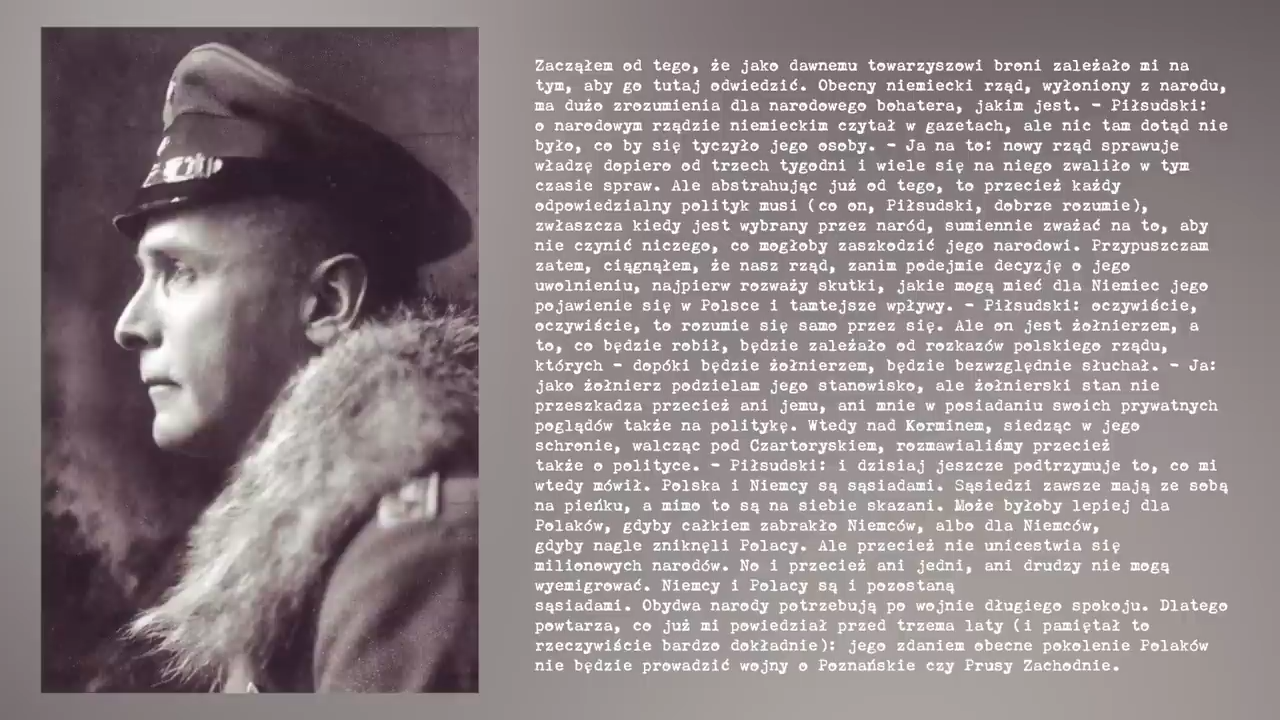 Zacząłem od tego, że jako dawnemu towarzyszowi broni zależało mi na
tym, aby go tutaj odwiedzić. Obecny niemiecki rząd, wyłoniony z narodu,
ma dużo zrozumienia dla narodowego bohatera, jakim jest. - Piłsudski:
o narodowym rządzie niemieckim czytał w gazetach, ale nic tam dotąd nie
było, co by się tyczyło jego osoby. - Ja na to: nowy rząd sprawuje
władzę dopiero od trzech tygodni i wiele się na niego zwaliło w tym
czasie spraw. Ale abstrahując już od tego, to przecież każdy
odpowiedzialny polityk musi (co on, Piłsudski, dobrze rozumie),
zwłaszcza kiedy jest wybrany przez naród, sumiennie zważać na to, aby
nie czynić niczego, co mogłoby zaszkodzić jego narodowi. Przypuszczam
zatem, ciągnąłem, że nasz rząd, zanim podejmie decyzję o jego
uwolnieniu, najpierw rozważy skutki, jakie mogą mieć dla Niemiec jego
pojawienie się w Polsce i tamtejsze wpływy. - Piłsudski: oczywiście,
oczywiście, to rozumie się samo przez się. Ale on jest żołnierzem, a
to, co będzie robił, będzie zależało od rozkazów polskiego rządu,
których - dopóki będzie żołnierzem, będzie bezwzględnie słuchał. - Ja:
jako żołnierz podzielam jego stanowisko, ale żołnierski stan nie
przeszkadza przecież ani jemu, ani mnie w posiadaniu swoich prywatnych
poglądów także na politykę. Wtedy nad Korminem, siedząc w jego
schronie, walcząc pod Czartoryskiem, rozmawialiśmy przecież
także o polityce. - Piłsudski: i dzisiaj jeszcze podtrzymuje to, co mi
wtedy mówił. Polska i Niemcy są sąsiadami. Sąsiedzi zawsze mają ze sobą
na pieńku, a mimo to są na siebie skazani. Może byłoby lepiej dla
Polaków, gdyby całkiem zabrakło Niemców, albo dla Niemców,
gdyby nagle zniknęli Polacy. Ale przecież nie unicestwia się
milionowych narodów. No i przecież ani jedni, ani drudzy nie mogą
wyemigrować. Niemcy i Polacy są i pozostaną
sąsiadami. Obydwa narody potrzebują po wojnie długiego spokoju. Dlatego
powtarza, co już mi powiedział przed trzema laty (i pamiętał to
rzeczywiście bardzo dokładnie): jego zdaniem obecne pokolenie Polaków
nie będzie prowadzić wojny o Poznańskie czy Prusy Zachodnie.